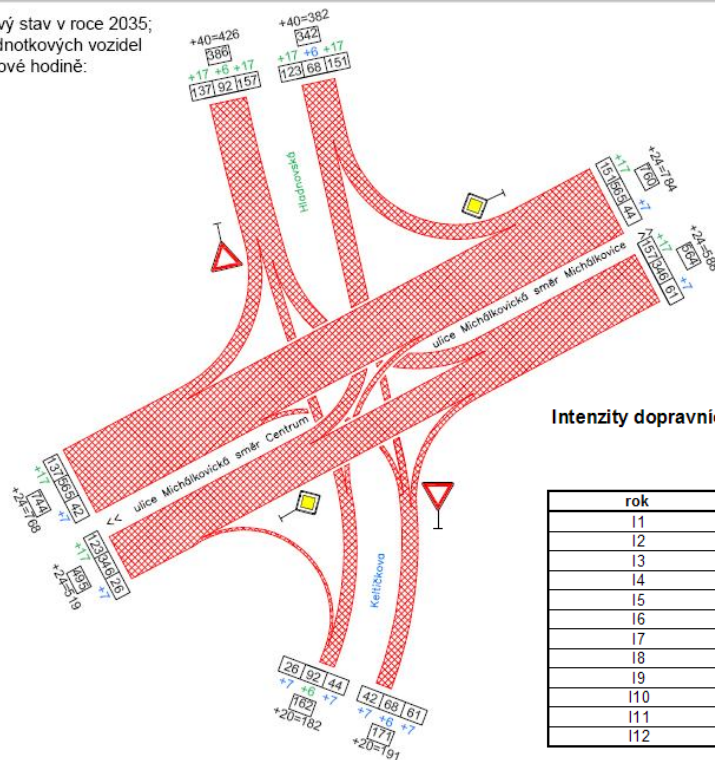 vý stav v roce 2035;
dnotkových vozidel
ové hodině:
+40=426
386
+17 +6 +17
137 92 157
+40=382
342
+17 +6 +17
123 68 151
Hladnovská
151 565 44
+17 +7
760
+24=784
>>
157 346 61
+17 +7
564
+24=588
ulice Michálkovická směr Michálkovice
ulice Michálkovická směr Centrum
<<
137 565 42
+17 +7
744
+24=768
123 346 26
+17 +7
495
+24=519
Keltičkova
26 92 44
+7 +6 +7
162
+20=182
42 68 61
+7 +6 +7
171
+20=191
Intenzity dopravní
rok
I1
I2
I3
I4
I5
I6
I7
I8
I9
I10
I11
I12